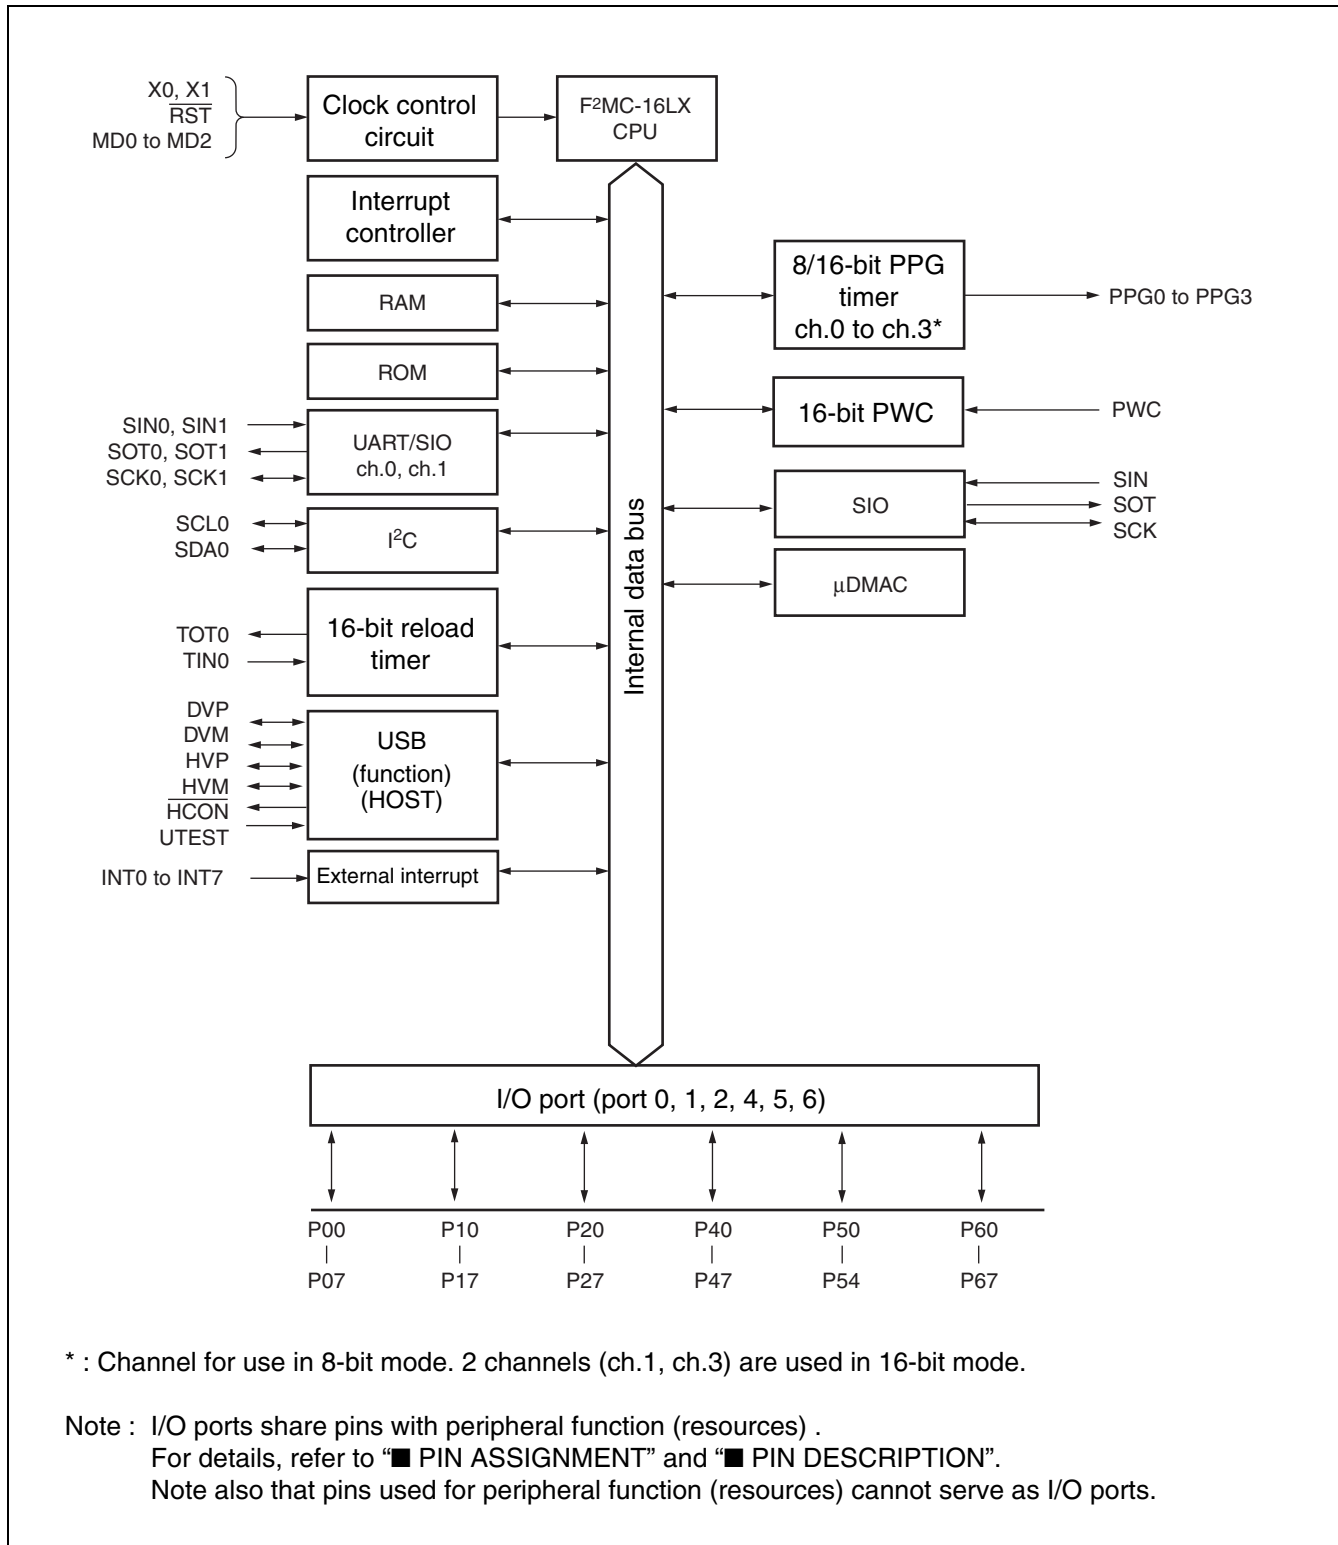 X0, X1
RST
MD0 to MD2
Clock control
circuit
F²MC-16LX
CPU
Interrupt
controller
RAM
ROM
SIN0, SIN1
SOT0, SOT1
SCK0, SCK1
UART/SIO
ch.0, ch.1
SCL0
SDA0
I²C
TOT0
TIN0
16-bit reload
timer
DVP
DVM
HVP
HVM
HCON
UTEST
USB
(function)
(HOST)
INT0 to INT7
External interrupt
Internal data bus
8/16-bit PPG
timer
ch.0 to ch.3*
PPG0 to PPG3
16-bit PWC
PWC
SIO
SIN
SOT
SCK
µDMAC
I/O port (port 0, 1, 2, 4, 5, 6)
P00 P10 P20 P40 P50 P60
P07 P17 P27 P47 P54 P67
* : Channel for use in 8-bit mode. 2 channels (ch.1, ch.3) are used in 16-bit mode.
Note : I/O ports share pins with peripheral function (resources) .
For details, refer to “■ PIN ASSIGNMENT” and “■ PIN DESCRIPTION”.
Note also that pins used for peripheral function (resources) cannot serve as I/O ports.